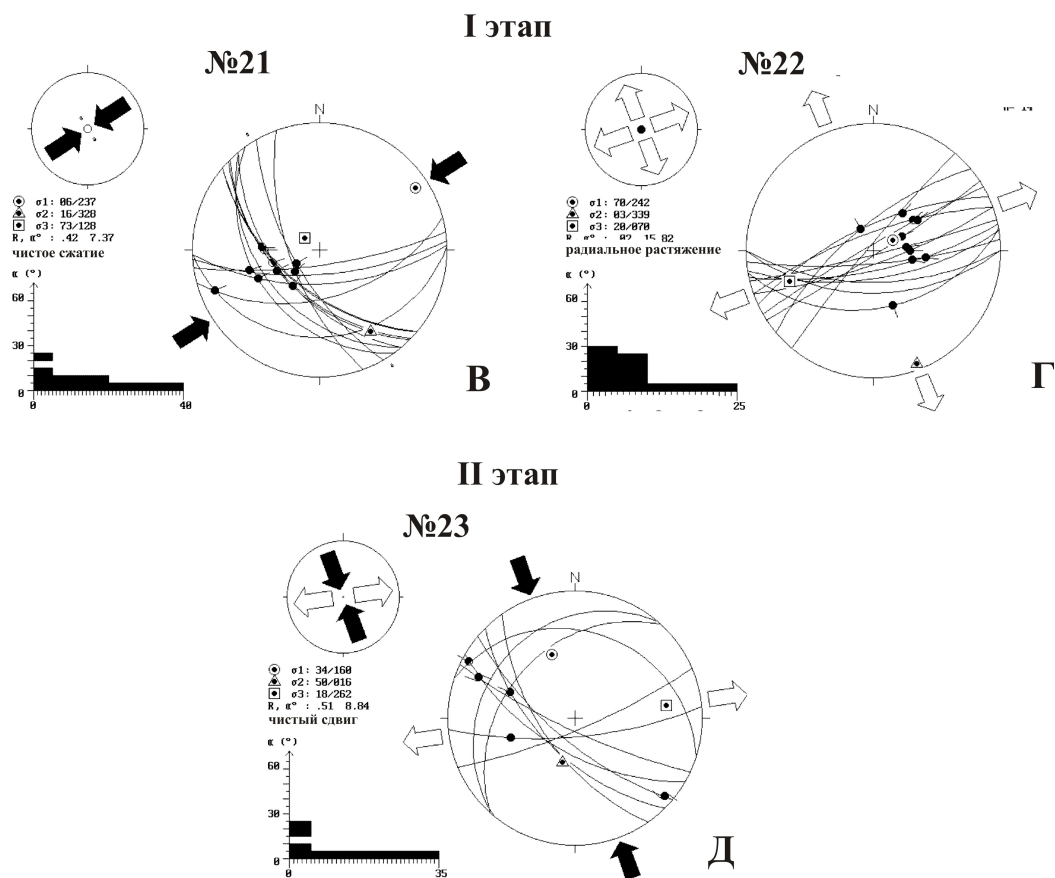 I этап
№21
№22
N
σ1: 06/237
σ2: 16/328
σ3: 73/128
R, α° : .42 7.37
чистое сжатие
α (°)
60
30
0
0
40
В
N
σ1: 70/242
σ2: 03/339
σ3: 20/070
R, α° : .02 15.82
радиальное растяжение
α (°)
60
30
0
0
25
Г
II этап
№23
N
σ1: 34/160
σ2: 50/016
σ3: 18/262
R, α° : .51 8.84
чистый сдвиг
α (°)
60
30
0
0
35
Д